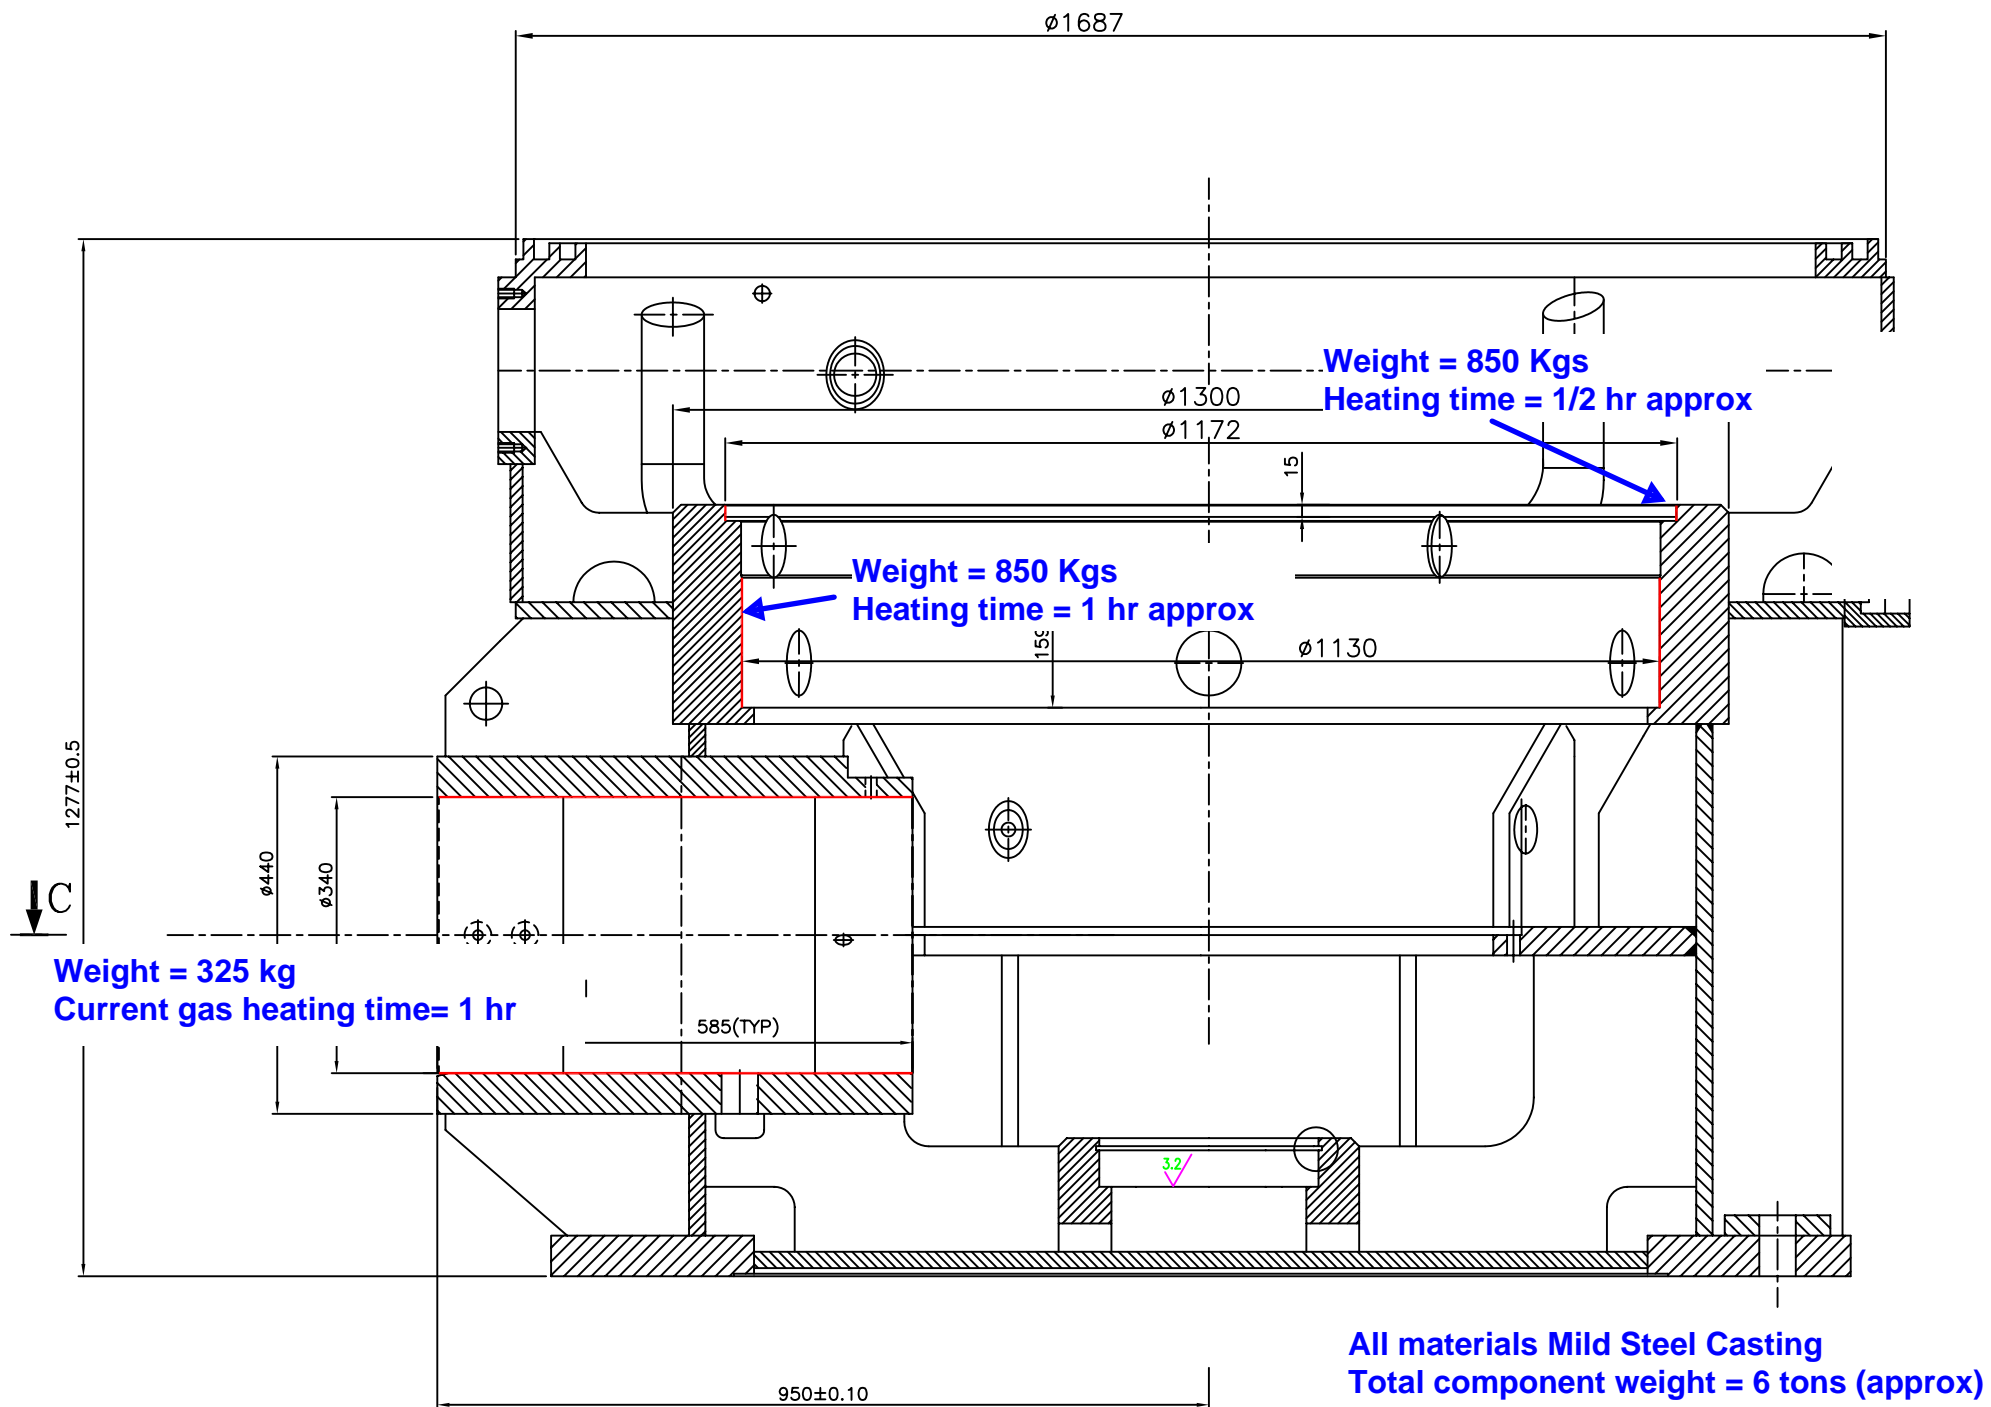 ø1687
Weight = 850 Kgs
Heating time = 1/2 hr approx
ø1300
ø1172
15
Weight = 850 Kgs
Heating time = 1 hr approx
159
ø1130
1277±0.5
ø440
ø340
C
Weight = 325 kg
Current gas heating time= 1 hr
585(TYP)
3.2
All materials Mild Steel Casting
Total component weight = 6 tons (approx)
950±0.10